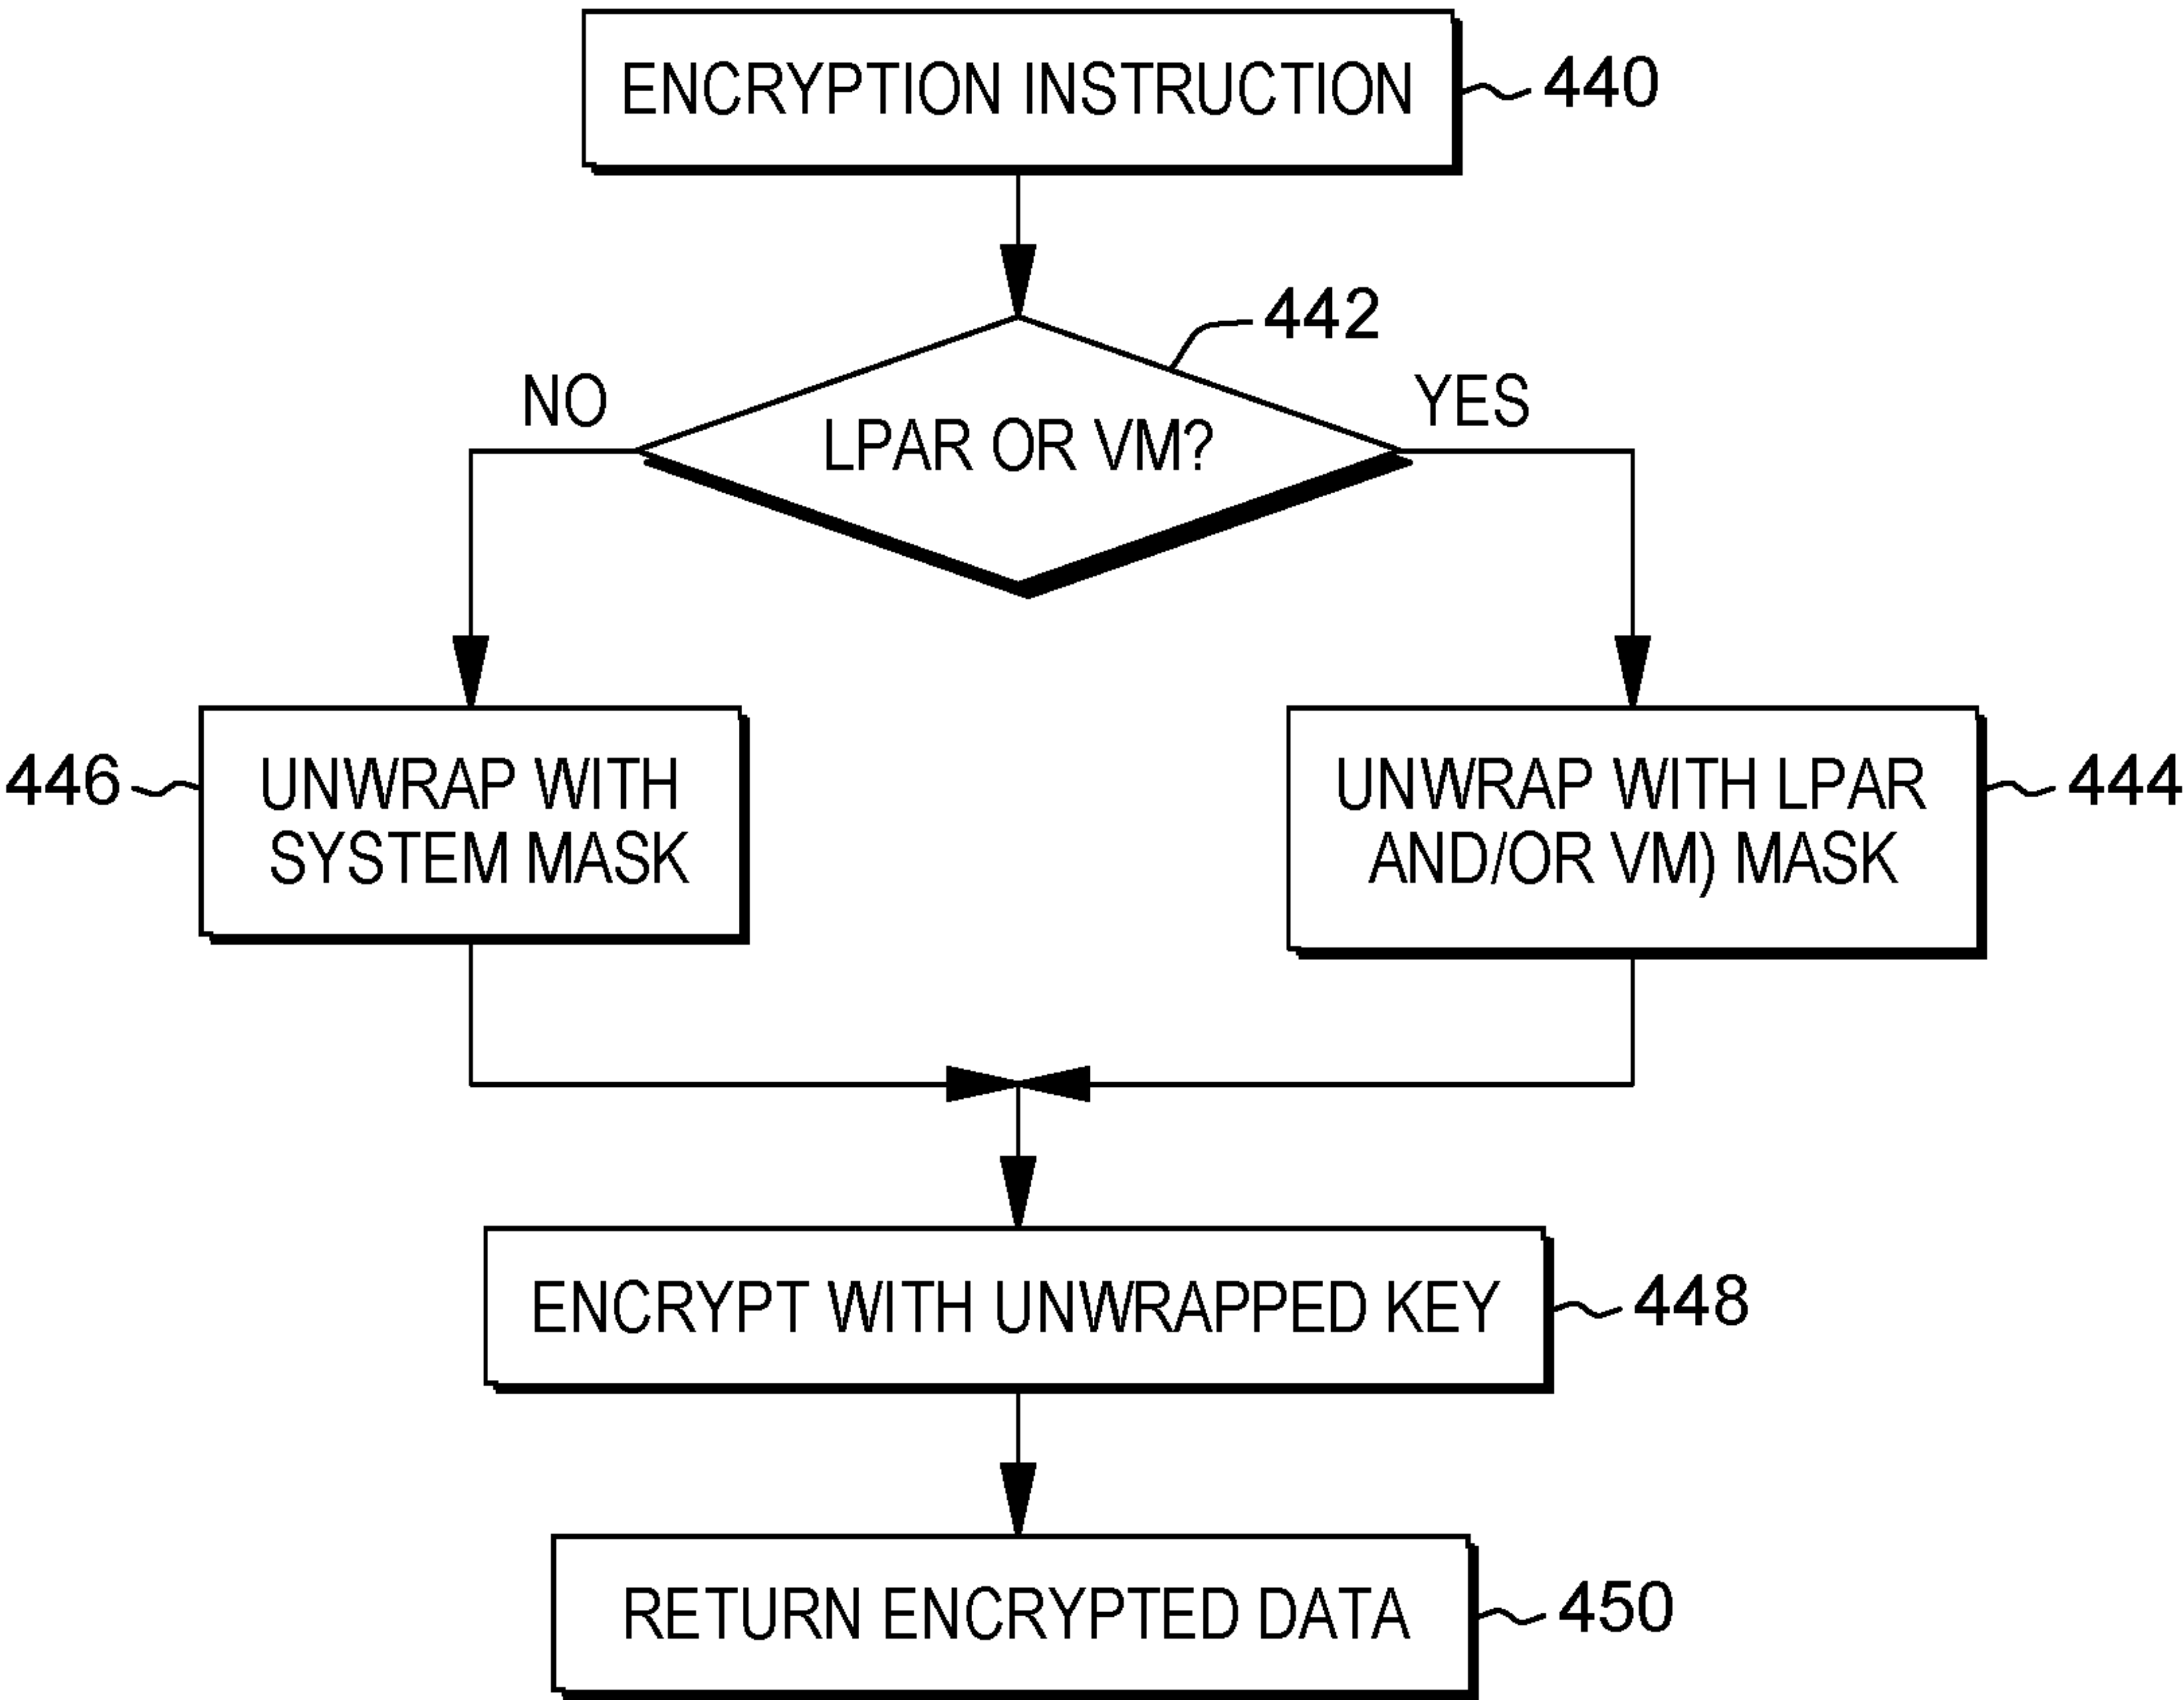 ENCRYPTION INSTRUCTION
440
442
NO
YES
LPAR OR VM?
446
UNWRAP WITH
SYSTEM MASK
UNWRAP WITH LPAR
AND/OR VM) MASK
444
ENCRYPT WITH UNWRAPPED KEY
448
RETURN ENCRYPTED DATA
450